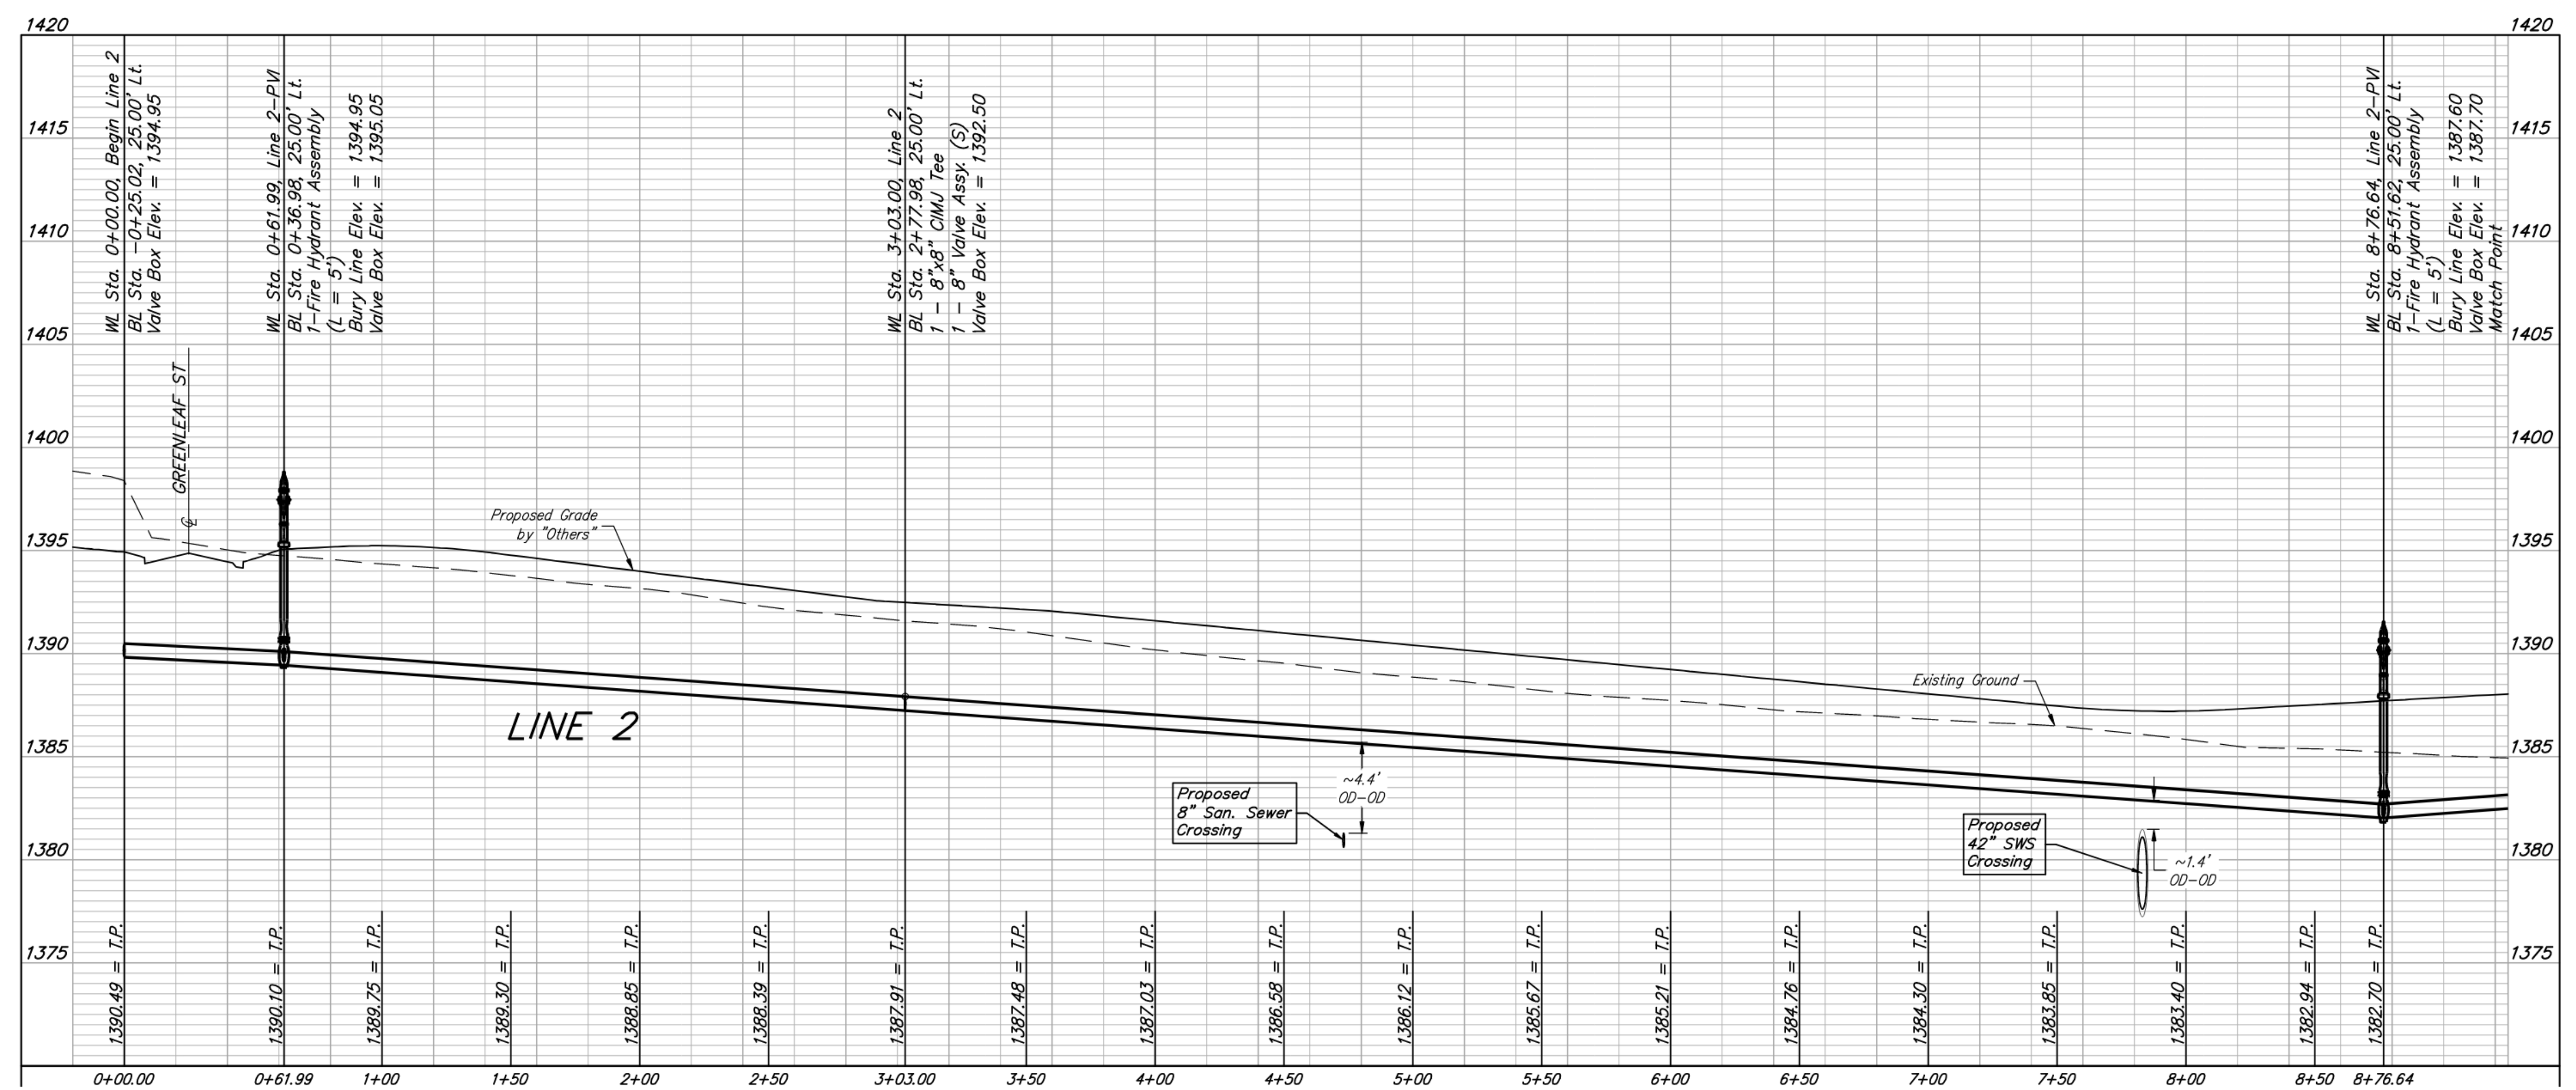 1420
1415
1410
1405
1400
1395
1390
1385
1380
1375
WL Sta. 0+00.00, Begin Line 2
BL Sta. -0+25.02, 25.00' Lt.
Valve Box Elev. = 1394.95
GREENLEAF ST
℄
WL Sta. 0+61.99, Line 2-PVI
BL Sta. 0+36.98, 25.00' Lt.
1-Fire Hydrant Assembly
(L = 5')
Bury Line Elev. = 1394.95
Valve Box Elev. = 1395.05
Proposed Grade
by "Others"
LINE 2
WL Sta. 3+03.00, Line 2
BL Sta. 2+77.98, 25.00' Lt.
1 - 8"x8" CIMJ Tee
1 - 8" Valve Assy. (S)
Valve Box Elev. = 1392.50
Proposed
8" San. Sewer
Crossing
~4.4'
OD-OD
Existing Ground
Proposed
42" SWS
Crossing
~1.4'
OD-OD
WL Sta. 8+76.64, Line 2-PVI
BL Sta. 8+51.62, 25.00' Lt.
1-Fire Hydrant Assembly
(L = 5')
Bury Line Elev. = 1387.60
Valve Box Elev. = 1387.70
Match Point
1420
1415
1410
1405
1400
1395
1390
1385
1380
1375
1390.49 = T.P.
1390.10 = T.P.
1389.75 = T.P.
1389.30 = T.P.
1388.85 = T.P.
1388.39 = T.P.
1387.91 = T.P.
1387.48 = T.P.
1387.03 = T.P.
1386.58 = T.P.
1386.12 = T.P.
1385.67 = T.P.
1385.21 = T.P.
1384.76 = T.P.
1384.30 = T.P.
1383.85 = T.P.
1383.40 = T.P.
1382.94 = T.P.
1382.70 = T.P.
0+00.00 0+61.99 1+00 1+50 2+00 2+50 3+03.00 3+50 4+00 4+50 5+00 5+50 6+00 6+50 7+00 7+50 8+00 8+50 8+76.64